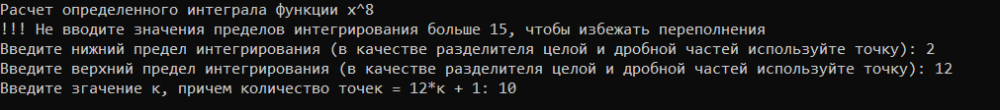 Расчет определенного интеграла функции x^8
!!! Не вводите значения пределов интегрирования больше 15, чтобы избежать переполнения
Введите нижний предел интегрирования (в качестве разделителя целой и дробной частей используйте точку): 2
Введите верхний предел интегрирования (в качестве разделителя целой и дробной частей используйте точку): 12
Введите згачение к, причем количество точек = 12*к + 1: 10